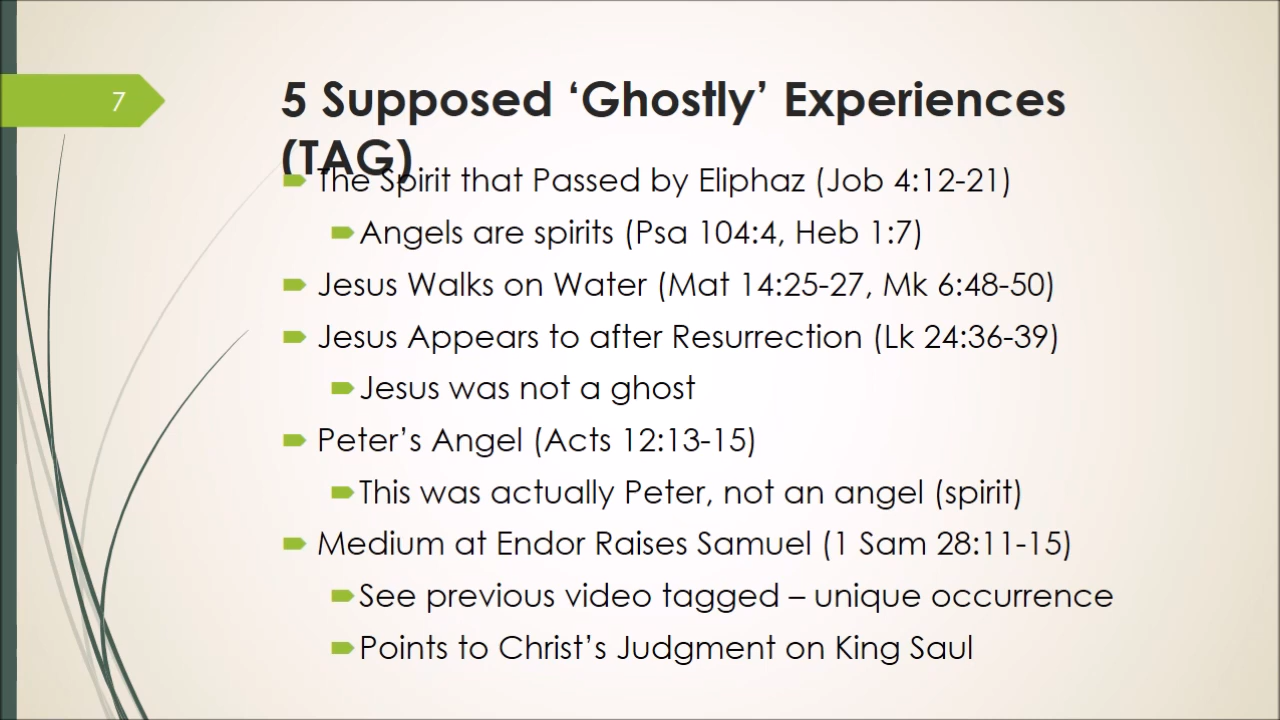 7
5 Supposed ‘Ghostly’ Experiences
(TAG)
The Spirit that Passed by Eliphaz (Job 4:12-21)
Angels are spirits (Psa 104:4, Heb 1:7)
Jesus Walks on Water (Mat 14:25-27, Mk 6:48-50)
Jesus Appears to after Resurrection (Lk 24:36-39)
Jesus was not a ghost
Peter’s Angel (Acts 12:13-15)
This was actually Peter, not an angel (spirit)
Medium at Endor Raises Samuel (1 Sam 28:11-15)
See previous video tagged – unique occurrence
Points to Christ’s Judgment on King Saul